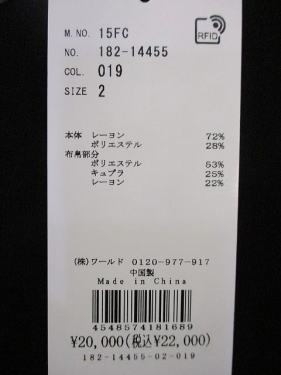 M. NO. 15FC
RFID
NO. 182-14455
COL. 019
SIZE 2
本体 レーヨン 72%
ポリエステル 28%
布帛部分
ポリエステル 53%
キュプラ 25%
レーヨン 22%
(株)ワールド 0120-977-917
中国製
Made in China
4548574181689
¥20,000(税込¥22,000)
182-14455-02-019